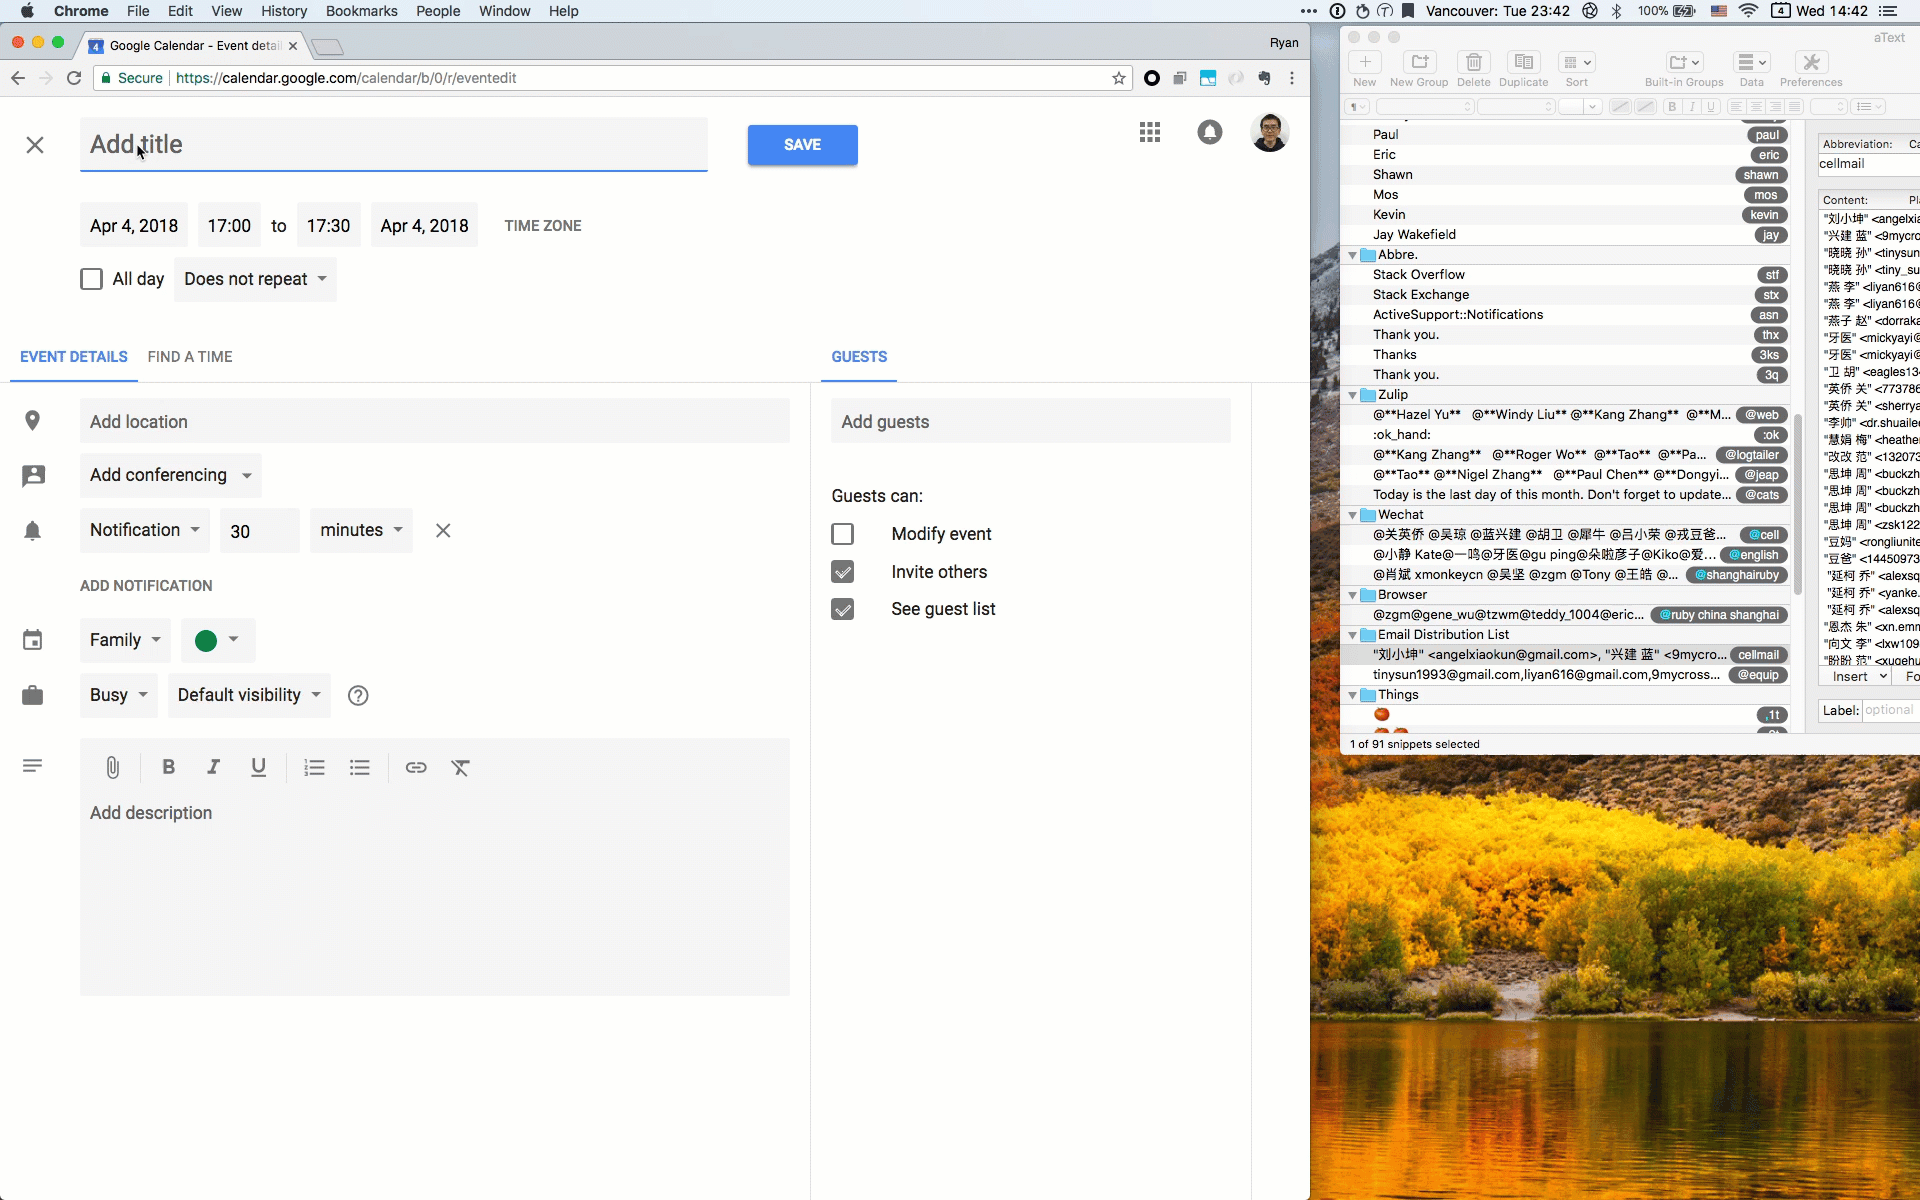 Chrome File Edit View History Bookmarks People Window Help
Vancouver: Tue 23:42 100% 4 Wed 14:42
Google Calendar - Event detai
Ryan
Secure https://calendar.google.com/calendar/b/0/r/eventedit
Add title
SAVE
Apr 4, 2018 17:00 to 17:30 Apr 4, 2018 TIME ZONE
All day Does not repeat
EVENT DETAILS FIND A TIME
GUESTS
Add location
Add conferencing
Notification 30 minutes
ADD NOTIFICATION
Family
Busy Default visibility
B I U
Add description
Add guests
Guests can:
Modify event
Invite others
See guest list
aText
New New Group Delete Duplicate Sort Built-in Groups Data Preferences
B I U
Paul paul
Eric eric
Shawn shawn
Mos mos
Kevin kevin
Jay Wakefield jay
Abbre.
Stack Overflow stf
Stack Exchange stx
ActiveSupport::Notifications asn
Thank you. thx
Thanks 3ks
Thank you. 3q
Zulip
@**Hazel Yu** @**Windy Liu** @**Kang Zhang** @**M... @web
:ok_hand: :ok
@**Kang Zhang** @**Roger Wo** @**Tao** @**Pa... @logtailer
@**Tao** @**Nigel Zhang** @**Paul Chen** @**Dongyi... @jeap
Today is the last day of this month. Don't forget to update... @cats
Wechat
@关英侨 @吴琼 @蓝兴建 @胡卫 @犀牛 @吕小荣 @戎豆爸... @cell
@小静 Kate@一鸣@牙医@gu ping@朵啦彦子@Kiko@爱... @english
@肖斌 xmonkeycn @吴坚 @zgm @Tony @王皓 @... @shanghairuby
Browser
@zgm@gene_wu@tzwm@teddy_1004@eric... @ruby china shanghai
Email Distribution List
"刘小坤" <angelxiaokun@gmail.com>, "兴建 蓝" <9mycro... cellmail
tinysun1993@gmail.com,liyan616@gmail.com,9mycross... @equip
Things
,1t
1 of 91 snippets selected
Abbreviation: Ca
cellmail
Content: Pl
"刘小坤" <angelxia
"兴建 蓝" <9mycro
"晓晓 孙" <tinysun
"晓晓 孙" <tiny_su
"燕 李" <liyan616@
"燕 李" <liyan616@
"燕子 赵" <dorraka
"牙医" <mickyayi@
"牙医" <mickyayi@
"卫 胡" <eagles13
"英侨 关" <773786
"英侨 关" <sherrya
"李帅" <dr.shuailee
"慧娟 梅" <heather
"改改 范" <132073
"思坤 周" <buckzh
"思坤 周" <buckzh
"思坤 周" <buckzh
"思坤 周" <zsk122
"豆妈" <rongliunite
"豆爸" <14450973
"延柯 乔" <alexsq
"延柯 乔" <yanke.
"延柯 乔" <alexsq
"恩杰 朱" <xn.emm
"向文 李" <lxw109
"盼盼 范" <xugehu
Insert Fo
Label: optional